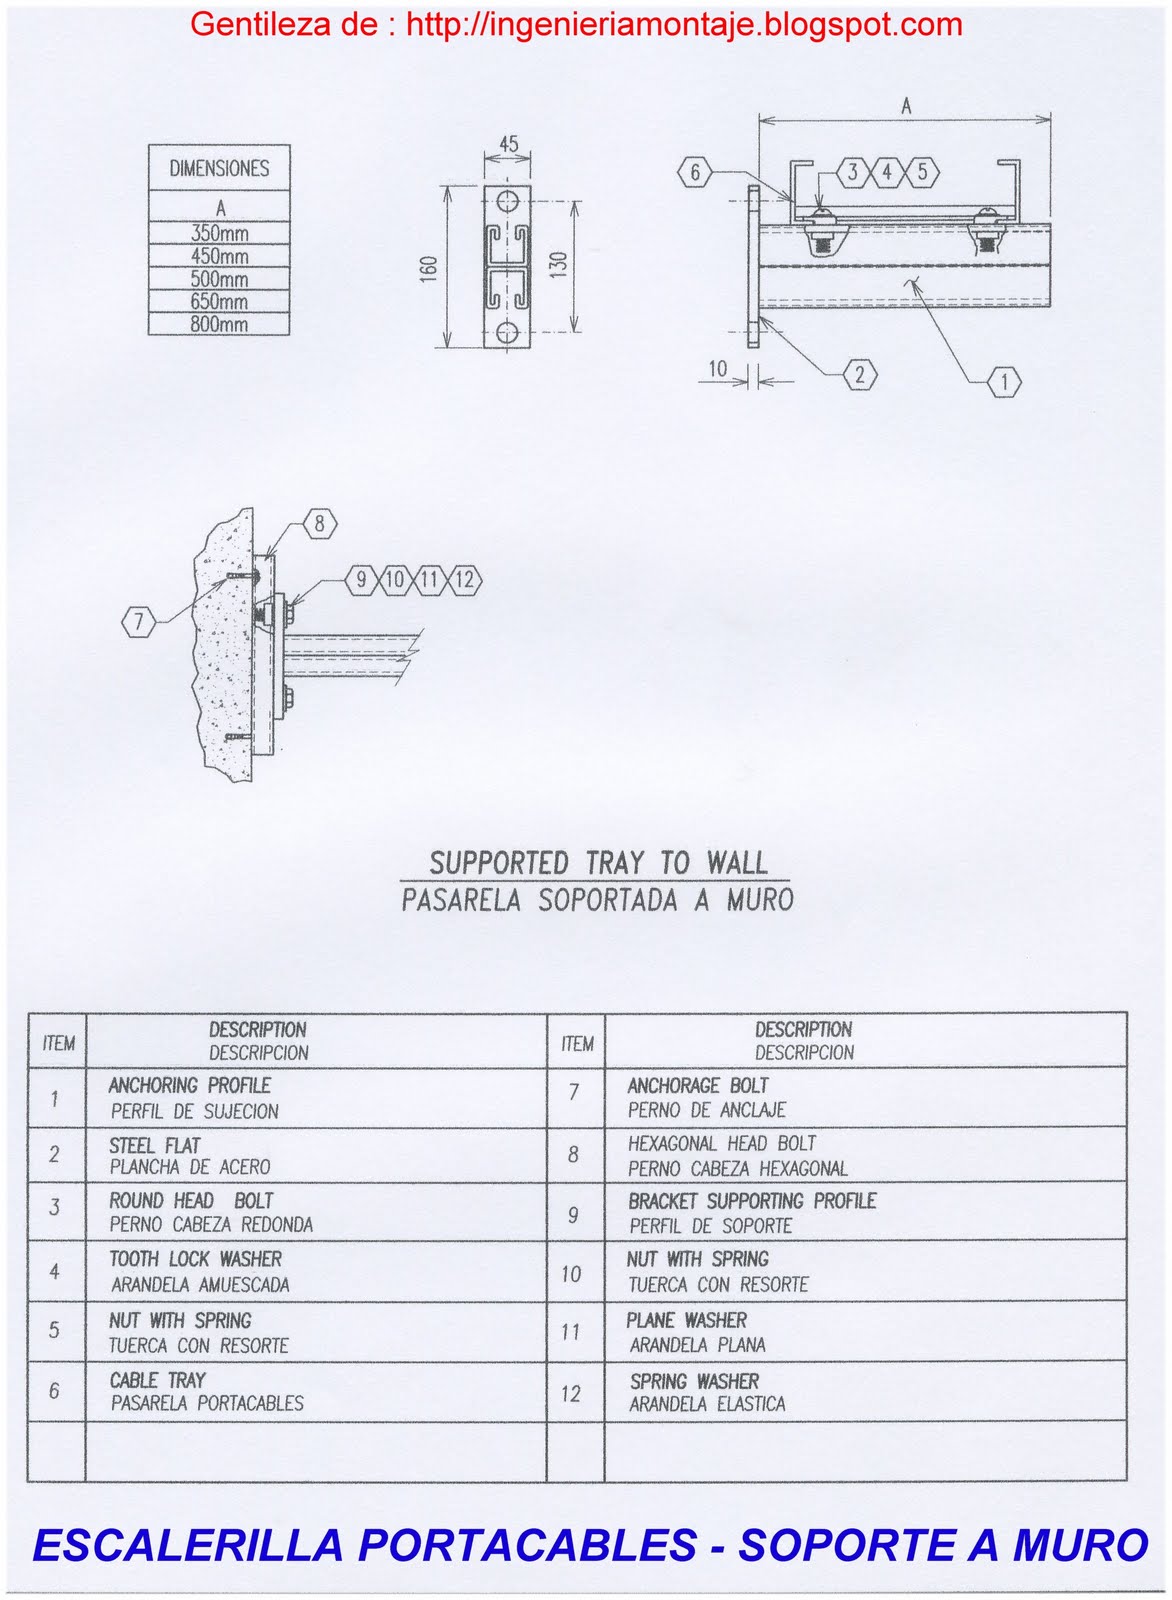 Gentileza de : http://ingenieriamontaje.blogspot.com
DIMENSIONES
A
350mm
450mm
500mm
650mm
800mm
45
160
130
A
6
3 4 5
10
2
1
8
9 10 11 12
7
SUPPORTED TRAY TO WALL
PASARELA SOPORTADA A MURO
ITEM
DESCRIPTION
DESCRIPCION
ITEM
DESCRIPTION
DESCRIPCION
1
ANCHORING PROFILE
PERFIL DE SUJECION
7
ANCHORAGE BOLT
PERNO DE ANCLAJE
2
STEEL FLAT
PLANCHA DE ACERO
8
HEXAGONAL HEAD BOLT
PERNO CABEZA HEXAGONAL
3
ROUND HEAD BOLT
PERNO CABEZA REDONDA
9
BRACKET SUPPORTING PROFILE
PERFIL DE SOPORTE
4
TOOTH LOCK WASHER
ARANDELA AMUESCADA
10
NUT WITH SPRING
TUERCA CON RESORTE
5
NUT WITH SPRING
TUERCA CON RESORTE
11
PLANE WASHER
ARANDELA PLANA
6
CABLE TRAY
PASARELA PORTACABLES
12
SPRING WASHER
ARANDELA ELASTICA
ESCALERILLA PORTACABLES - SOPORTE A MURO